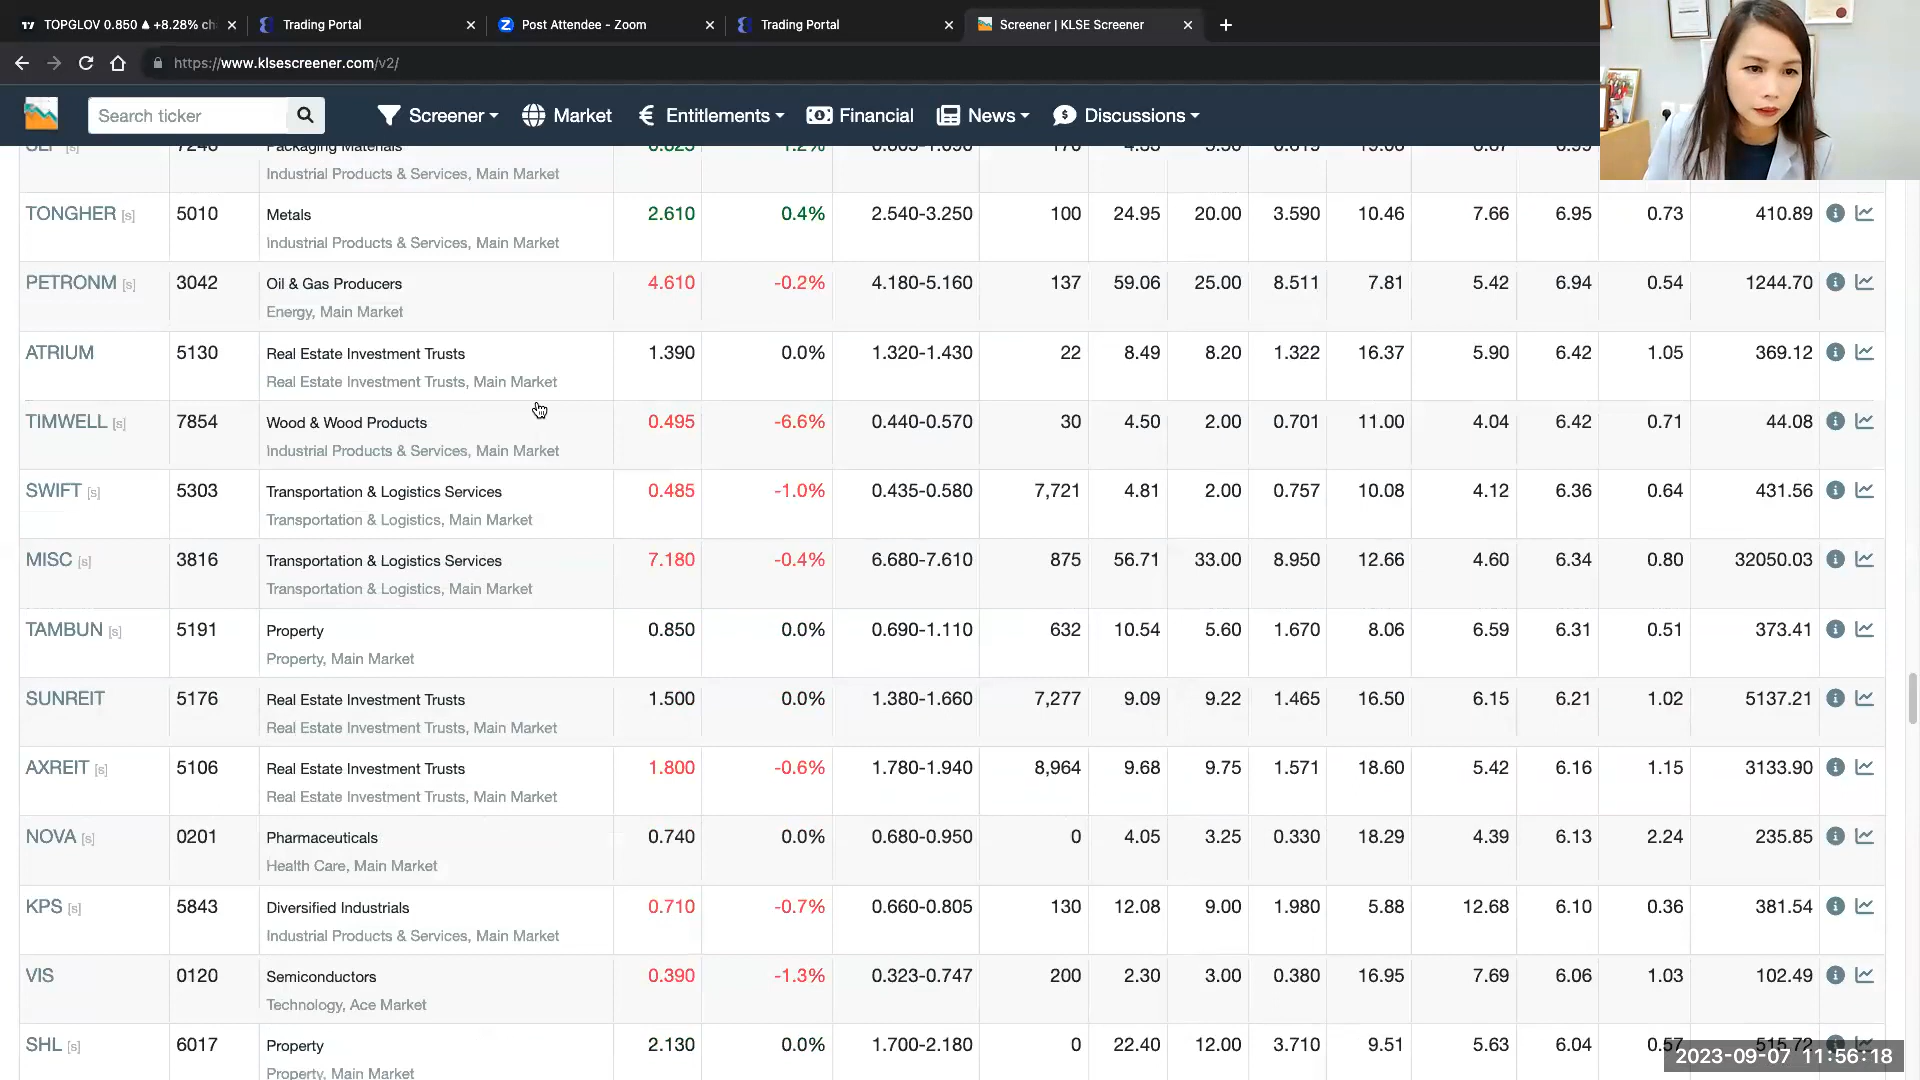 TOPGLOV 0.850 ▲ +8.28%
Trading Portal
Post Attendee - Zoom
Trading Portal
Screener | KLSE Screener
https://www.klsescreener.com/v2/
Search ticker
Screener
Market
Entitlements
Financial
News
Discussions
Packaging Materials
Industrial Products & Services, Main Market
TONGHER [s] 5010 Metals 2.610 0.4% 2.540-3.250 100 24.95 20.00 3.590 10.46 7.66 6.95 0.73 410.89
Industrial Products & Services, Main Market
PETRONM [s] 3042 Oil & Gas Producers 4.610 -0.2% 4.180-5.160 137 59.06 25.00 8.511 7.81 5.42 6.94 0.54 1244.70
Energy, Main Market
ATRIUM 5130 Real Estate Investment Trusts 1.390 0.0% 1.320-1.430 22 8.49 8.20 1.322 16.37 5.90 6.42 1.05 369.12
Real Estate Investment Trusts, Main Market
TIMWELL [s] 7854 Wood & Wood Products 0.495 -6.6% 0.440-0.570 30 4.50 2.00 0.701 11.00 4.04 6.42 0.71 44.08
Industrial Products & Services, Main Market
SWIFT [s] 5303 Transportation & Logistics Services 0.485 -1.0% 0.435-0.580 7,721 4.81 2.00 0.757 10.08 4.12 6.36 0.64 431.56
Transportation & Logistics, Main Market
MISC [s] 3816 Transportation & Logistics Services 7.180 -0.4% 6.680-7.610 875 56.71 33.00 8.950 12.66 4.60 6.34 0.80 32050.03
Transportation & Logistics, Main Market
TAMBUN [s] 5191 Property 0.850 0.0% 0.690-1.110 632 10.54 5.60 1.670 8.06 6.59 6.31 0.51 373.41
Property, Main Market
SUNREIT 5176 Real Estate Investment Trusts 1.500 0.0% 1.380-1.660 7,277 9.09 9.22 1.465 16.50 6.15 6.21 1.02 5137.21
Real Estate Investment Trusts, Main Market
AXREIT [s] 5106 Real Estate Investment Trusts 1.800 -0.6% 1.780-1.940 8,964 9.68 9.75 1.571 18.60 5.42 6.16 1.15 3133.90
Real Estate Investment Trusts, Main Market
NOVA [s] 0201 Pharmaceuticals 0.740 0.0% 0.680-0.950 0 4.05 3.25 0.330 18.29 4.39 6.13 2.24 235.85
Health Care, Main Market
KPS [s] 5843 Diversified Industrials 0.710 -0.7% 0.660-0.805 130 12.08 9.00 1.980 5.88 12.68 6.10 0.36 381.54
Industrial Products & Services, Main Market
VIS 0120 Semiconductors 0.390 -1.3% 0.323-0.747 200 2.30 3.00 0.380 16.95 7.69 6.06 1.03 102.49
Technology, Ace Market
SHL [s] 6017 Property 2.130 0.0% 1.700-2.180 0 22.40 12.00 3.710 9.51 5.63 6.04
Property, Main Market
2023-09-07 11:56:18